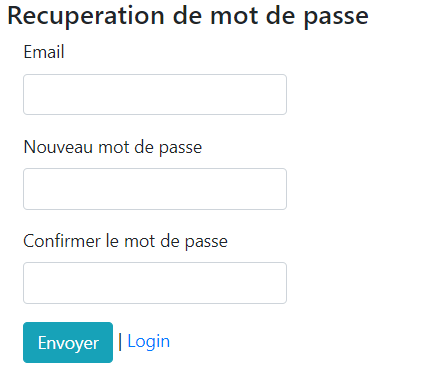 Recuperation de mot de passe
Email
Nouveau mot de passe
Confirmer le mot de passe
Envoyer | Login